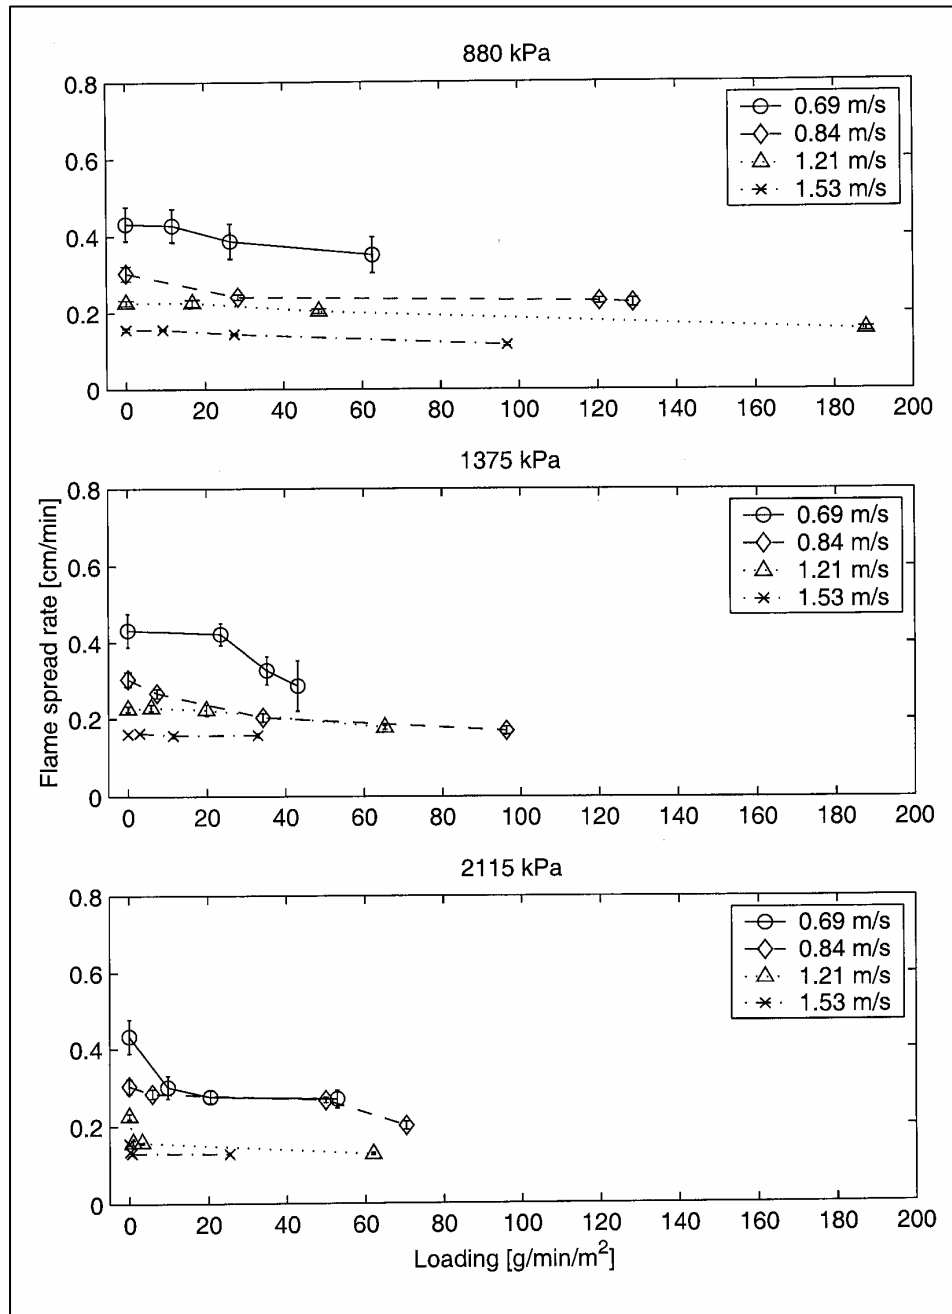 880 kPa
0.8
0.6
0.4
0.2
0
0 20 40 60 80 100 120 140 160 180 200
0.69 m/s
0.84 m/s
1.21 m/s
1.53 m/s
1375 kPa
Flame spread rate [cm/min]
0.8
0.6
0.4
0.2
0
0 20 40 60 80 100 120 140 160 180 200
0.69 m/s
0.84 m/s
1.21 m/s
1.53 m/s
2115 kPa
0.8
0.6
0.4
0.2
0
0 20 40 60 80 100 120 140 160 180 200
0.69 m/s
0.84 m/s
1.21 m/s
1.53 m/s
Loading [g/min/m²]